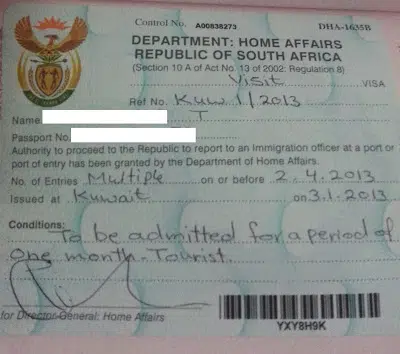 Control No. A00838273 DHA-1635B
DEPARTMENT: HOME AFFAIRS
REPUBLIC OF SOUTH AFRICA
(Section 10 A of Act No 13 of 2002: Regulation 8)
Visit VISA
Ref No. Kuw 1/2013
Name T
Passport No.
Authority to proceed to the Republic to report to an Immigration officer at a port or
port of entry has been granted by the Department of Home Affairs.
No. of Entries Multiple on or before 2.4.2013
Issued at Kuwait on 3.1.2013
Conditions: To be admitted for a period of
One month - Tourist.
for Director-General: Home Affairs
YXY8H9K